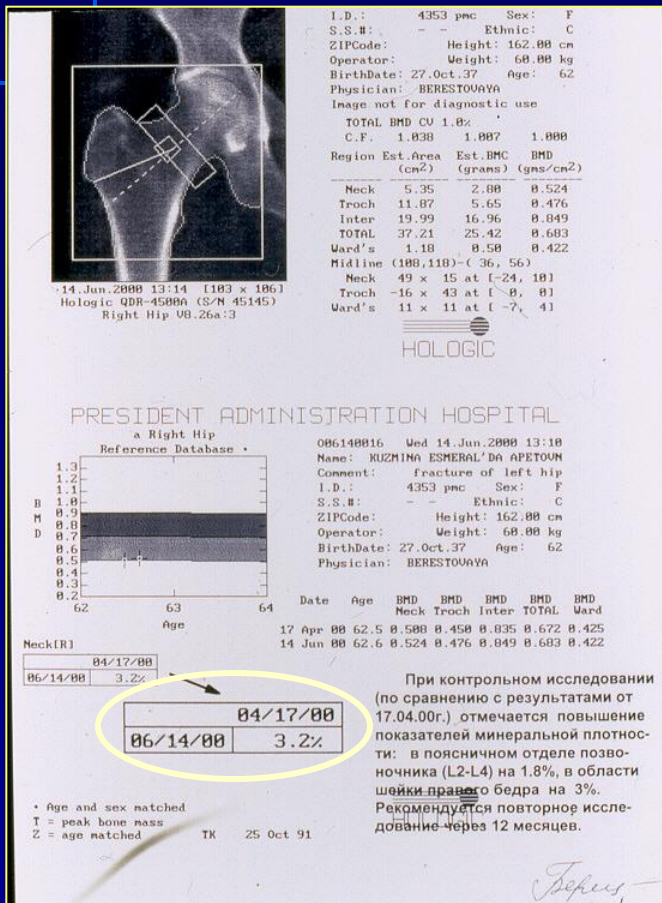 I.D.: 4353 pmc Sex: F
S.S.#: - - Ethnic: C
ZIPCode: Height: 162.00 cm
Operator: Weight: 60.00 kg
BirthDate: 27.Oct.37 Age: 62
Physician: BERESTOVAYA
Image not for diagnostic use
TOTAL BMD CV 1.0%
C.F. 1.038 1.007 1.000
Region Est.Area Est.BMC BMD
(cm2) (grams) (gms/cm2)
Neck 5.35 2.80 0.524
Troch 11.87 5.65 0.476
Inter 19.99 16.96 0.849
TOTAL 37.21 25.42 0.683
Ward's 1.18 0.50 0.422
Midline (108,118)-( 36, 56)
Neck 49 x 15 at [-24, 10]
Troch -16 x 43 at [ 0, 0]
Ward's 11 x 11 at [ -7, 4]
HOLOGIC
14.Jun.2000 13:14 [103 x 106]
Hologic QDR-4500A (S/N 45145)
Right Hip V8.26a:3
PRESIDENT ADMINISTRATION HOSPITAL
a Right Hip
Reference Database •
BMD
1.3
1.2
1.1
1.0
0.9
0.8
0.7
0.6
0.5
0.4
0.3
0.2
62 63 64
Age
O06140016 Wed 14.Jun.2000 13:10
Name: KUZMINA ESMERAL'DA APETOVN
Comment: fracture of left hip
I.D.: 4353 pmc Sex: F
S.S.#: - - Ethnic: C
ZIPCode: Height: 162.00 cm
Operator: Weight: 60.00 kg
BirthDate: 27.Oct.37 Age: 62
Physician: BERESTOVAYA
Date Age BMD BMD BMD BMD BMD
Neck Troch Inter TOTAL Ward
17 Apr 00 62.5 0.508 0.450 0.835 0.672 0.425
14 Jun 00 62.6 0.524 0.476 0.849 0.683 0.422
Neck[R]
04/17/00
06/14/00 3.2%
04/17/00
06/14/00 3.2%
При контрольном исследовании
(по сравнению с результатами от
17.04.00г.) отмечается повышение
показателей минеральной плотнос-
ти: в поясничном отделе позво-
ночника (L2-L4) на 1.8%, в области
шейки правого бедра на 3%.
Рекомендуется повторное иссле-
дование через 12 месяцев.
• Age and sex matched
T = peak bone mass
Z = age matched TK 25 Oct 91